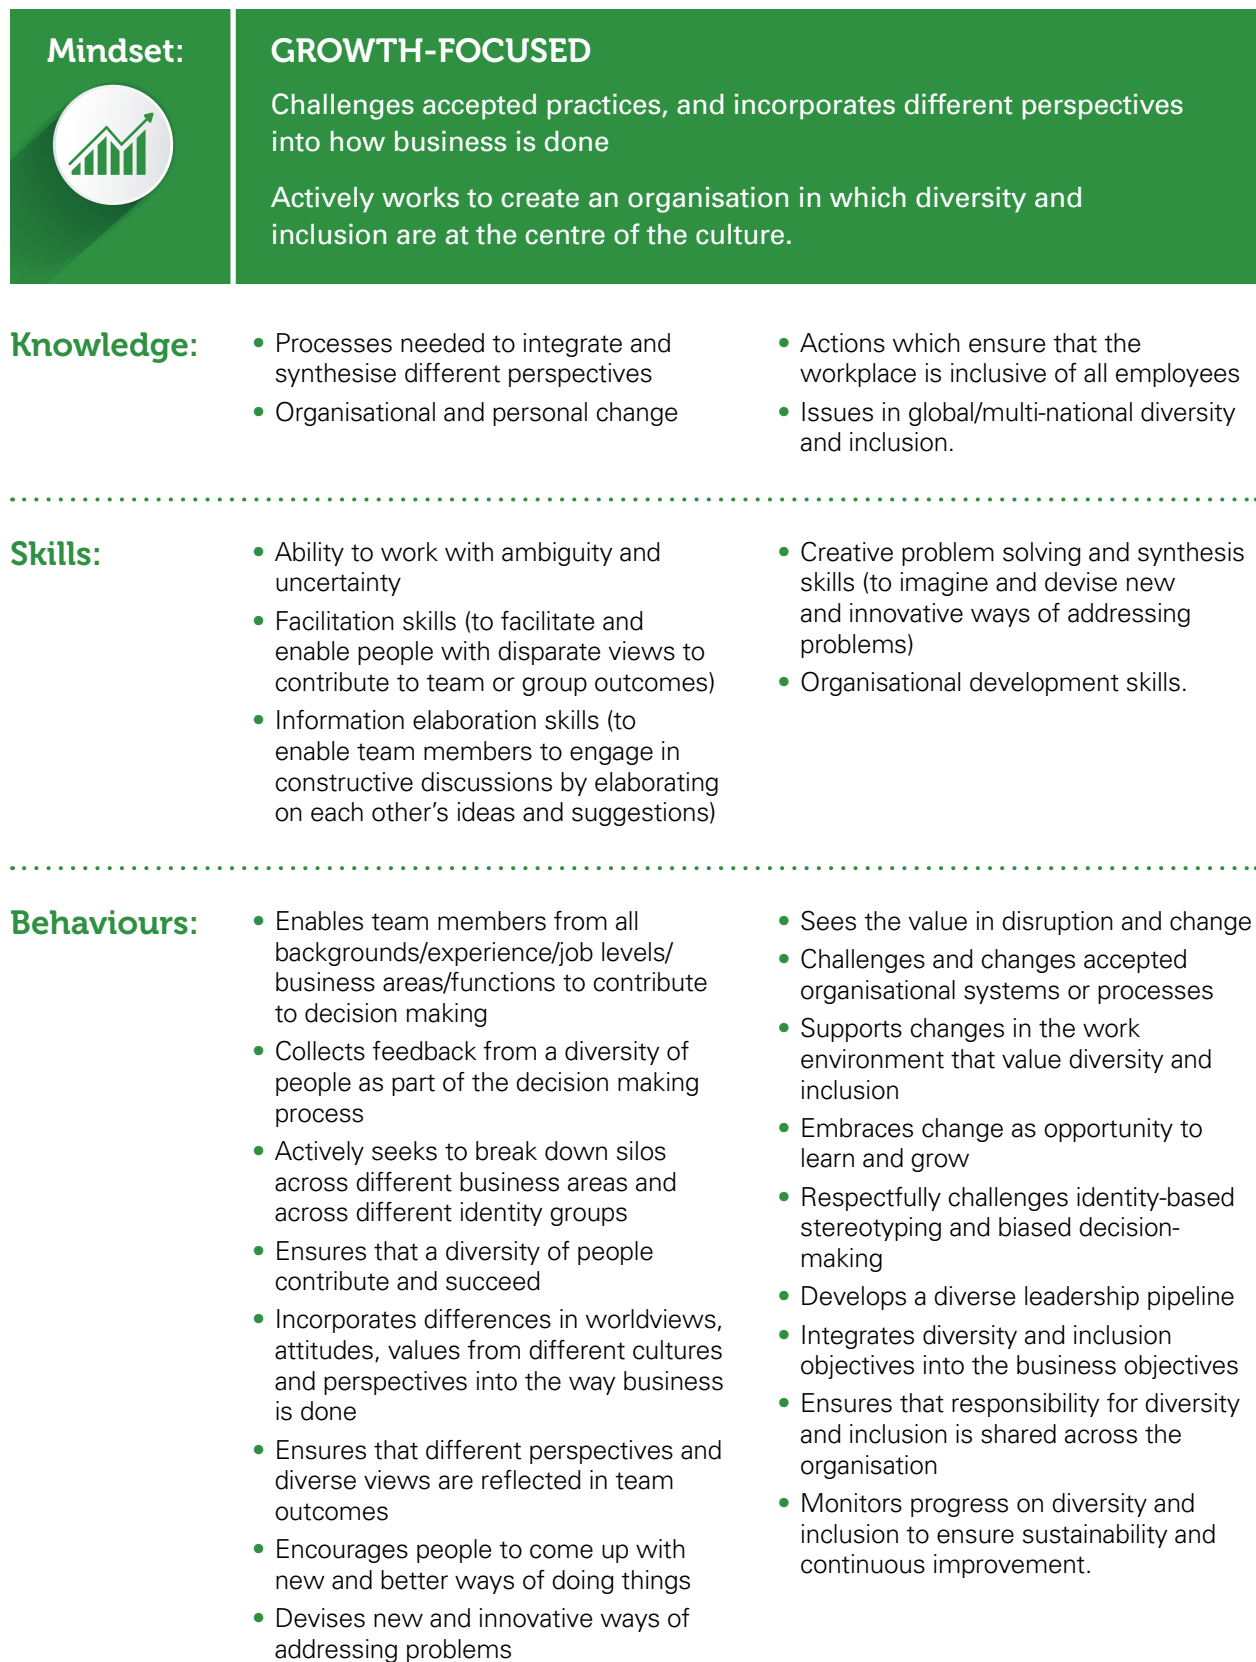 Mindset:
GROWTH-FOCUSED
Challenges accepted practices, and incorporates different perspectives
into how business is done
Actively works to create an organisation in which diversity and
inclusion are at the centre of the culture.
Knowledge:
• Processes needed to integrate and
synthesise different perspectives
• Organisational and personal change
• Actions which ensure that the
workplace is inclusive of all employees
• Issues in global/multi-national diversity
and inclusion.
Skills:
• Ability to work with ambiguity and
uncertainty
• Facilitation skills (to facilitate and
enable people with disparate views to
contribute to team or group outcomes)
• Information elaboration skills (to
enable team members to engage in
constructive discussions by elaborating
on each other’s ideas and suggestions)
• Creative problem solving and synthesis
skills (to imagine and devise new
and innovative ways of addressing
problems)
• Organisational development skills.
Behaviours:
• Enables team members from all
backgrounds/experience/job levels/
business areas/functions to contribute
to decision making
• Collects feedback from a diversity of
people as part of the decision making
process
• Actively seeks to break down silos
across different business areas and
across different identity groups
• Ensures that a diversity of people
contribute and succeed
• Incorporates differences in worldviews,
attitudes, values from different cultures
and perspectives into the way business
is done
• Ensures that different perspectives and
diverse views are reflected in team
outcomes
• Encourages people to come up with
new and better ways of doing things
• Devises new and innovative ways of
addressing problems
• Sees the value in disruption and change
• Challenges and changes accepted
organisational systems or processes
• Supports changes in the work
environment that value diversity and
inclusion
• Embraces change as opportunity to
learn and grow
• Respectfully challenges identity-based
stereotyping and biased decision-
making
• Develops a diverse leadership pipeline
• Integrates diversity and inclusion
objectives into the business objectives
• Ensures that responsibility for diversity
and inclusion is shared across the
organisation
• Monitors progress on diversity and
inclusion to ensure sustainability and
continuous improvement.